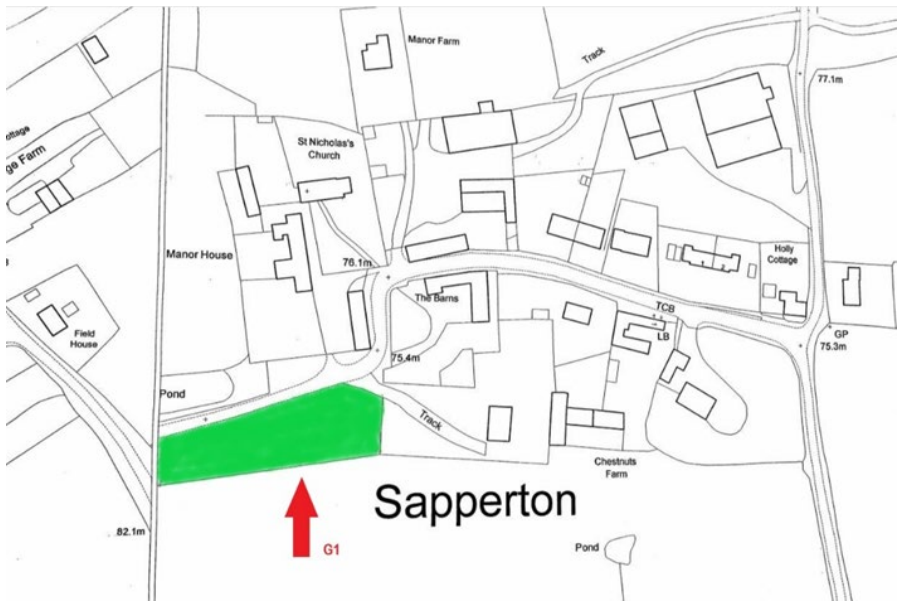 Manor Farm
Track
77.1m
ottage
ge Farm
St Nicholas's
Church
Manor House
76.1m
Holly
Cottage
The Barns
TCB
LB
GP
75.3m
Field
House
75.4m
Pond
Track
Chestnuts
Farm
Sapperton
82.1m
G1
Pond